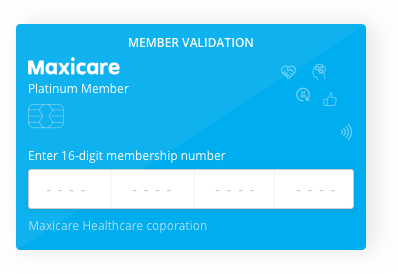 MEMBER VALIDATION
Maxicare
Platinum Member
Enter 16-digit membership number
- - - - - - - - - - - - - - - -
Maxicare Healthcare coporation